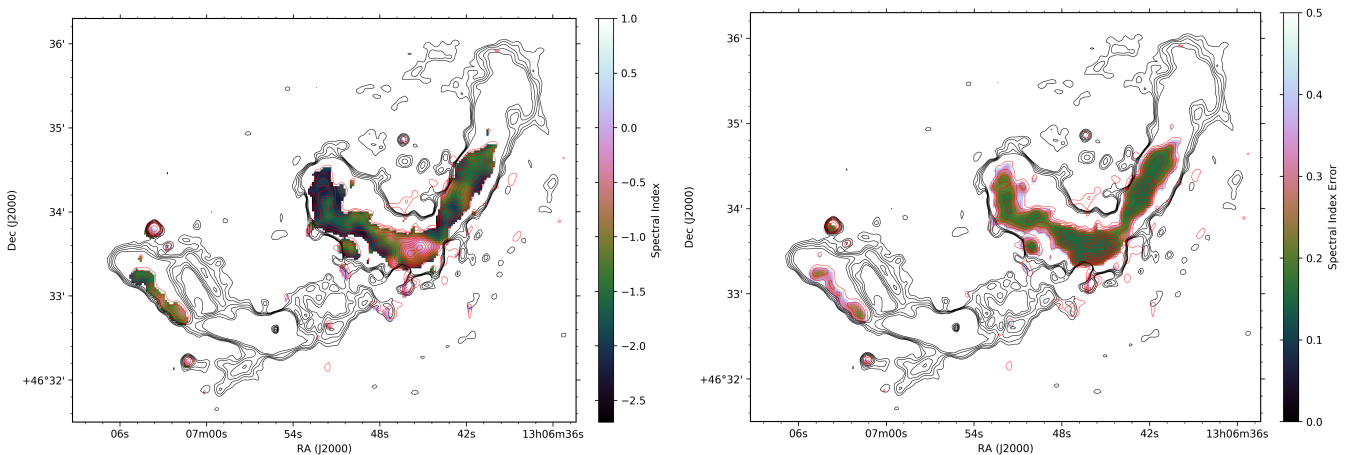 36'
35'
34'
33'
+46°32'
Dec (J2000)
06s
07m00s
54s
48s
42s
13h06m36s
RA (J2000)
1.0
0.5
0.0
−0.5
−1.0
−1.5
−2.0
−2.5
Spectral Index
36'
35'
34'
33'
+46°32'
Dec (J2000)
06s
07m00s
54s
48s
42s
13h06m36s
RA (J2000)
0.5
0.4
0.3
0.2
0.1
0.0
Spectral Index Error